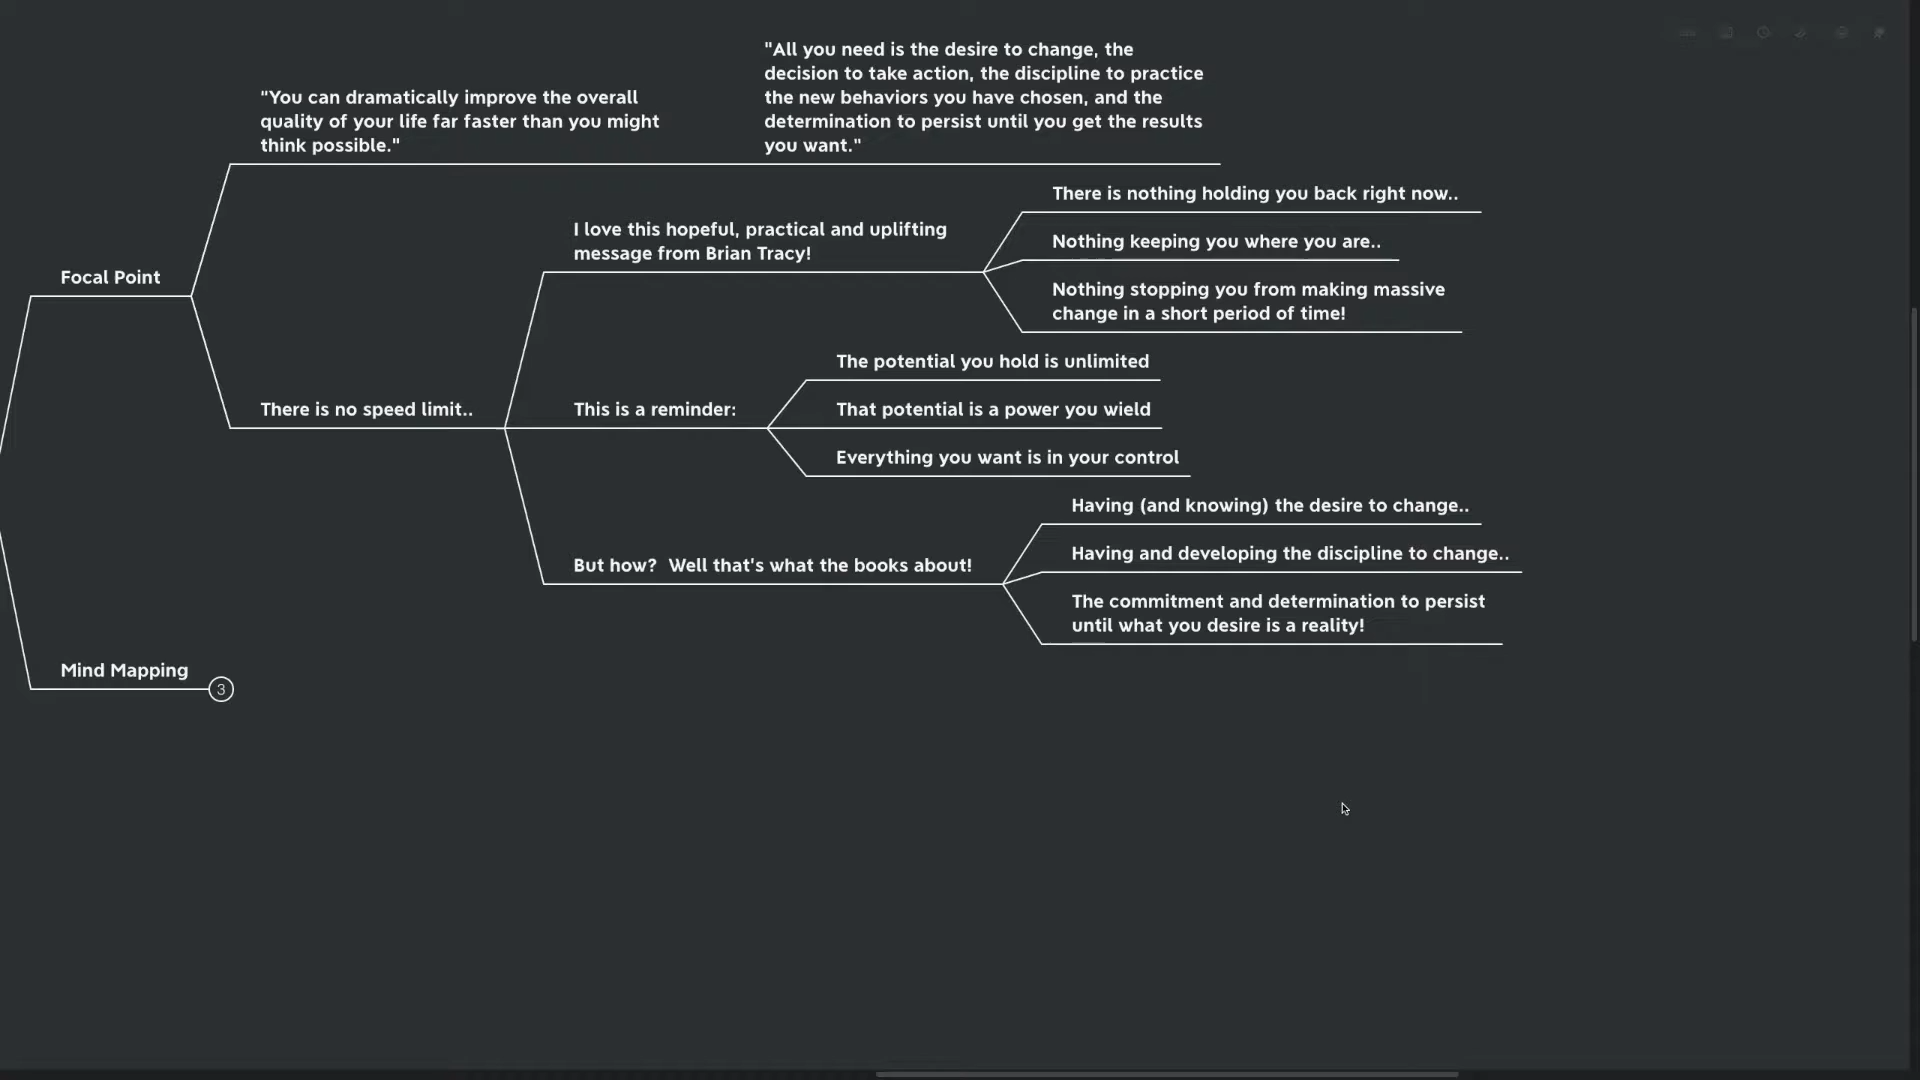 Focal Point
"You can dramatically improve the overall
quality of your life far faster than you might
think possible."
"All you need is the desire to change, the
decision to take action, the discipline to practice
the new behaviors you have chosen, and the
determination to persist until you get the results
you want."
There is no speed limit..
I love this hopeful, practical and uplifting
message from Brian Tracy!
There is nothing holding you back right now..
Nothing keeping you where you are..
Nothing stopping you from making massive
change in a short period of time!
This is a reminder:
The potential you hold is unlimited
That potential is a power you wield
Everything you want is in your control
But how?  Well that's what the books about!
Having (and knowing) the desire to change..
Having and developing the discipline to change..
The commitment and determination to persist
until what you desire is a reality!
Mind Mapping
3